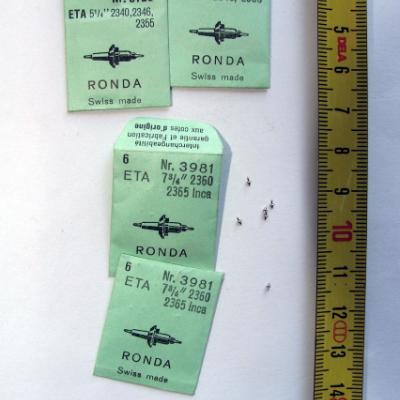 ETA 5½" 2340,2346,
2355
RONDA
Swiss made
RONDA
Swiss made
Interchangeabilité
garantie et Fabrication
aux cotes d'origine
6
Nr. 3981
ETA 7¾" 2360
2365 Inca
RONDA
6
Nr. 3981
ETA 7¾" 2360
2365 Inca
RONDA
Swiss made
5
DELA
6
7
8
9
10
11
12
13
14